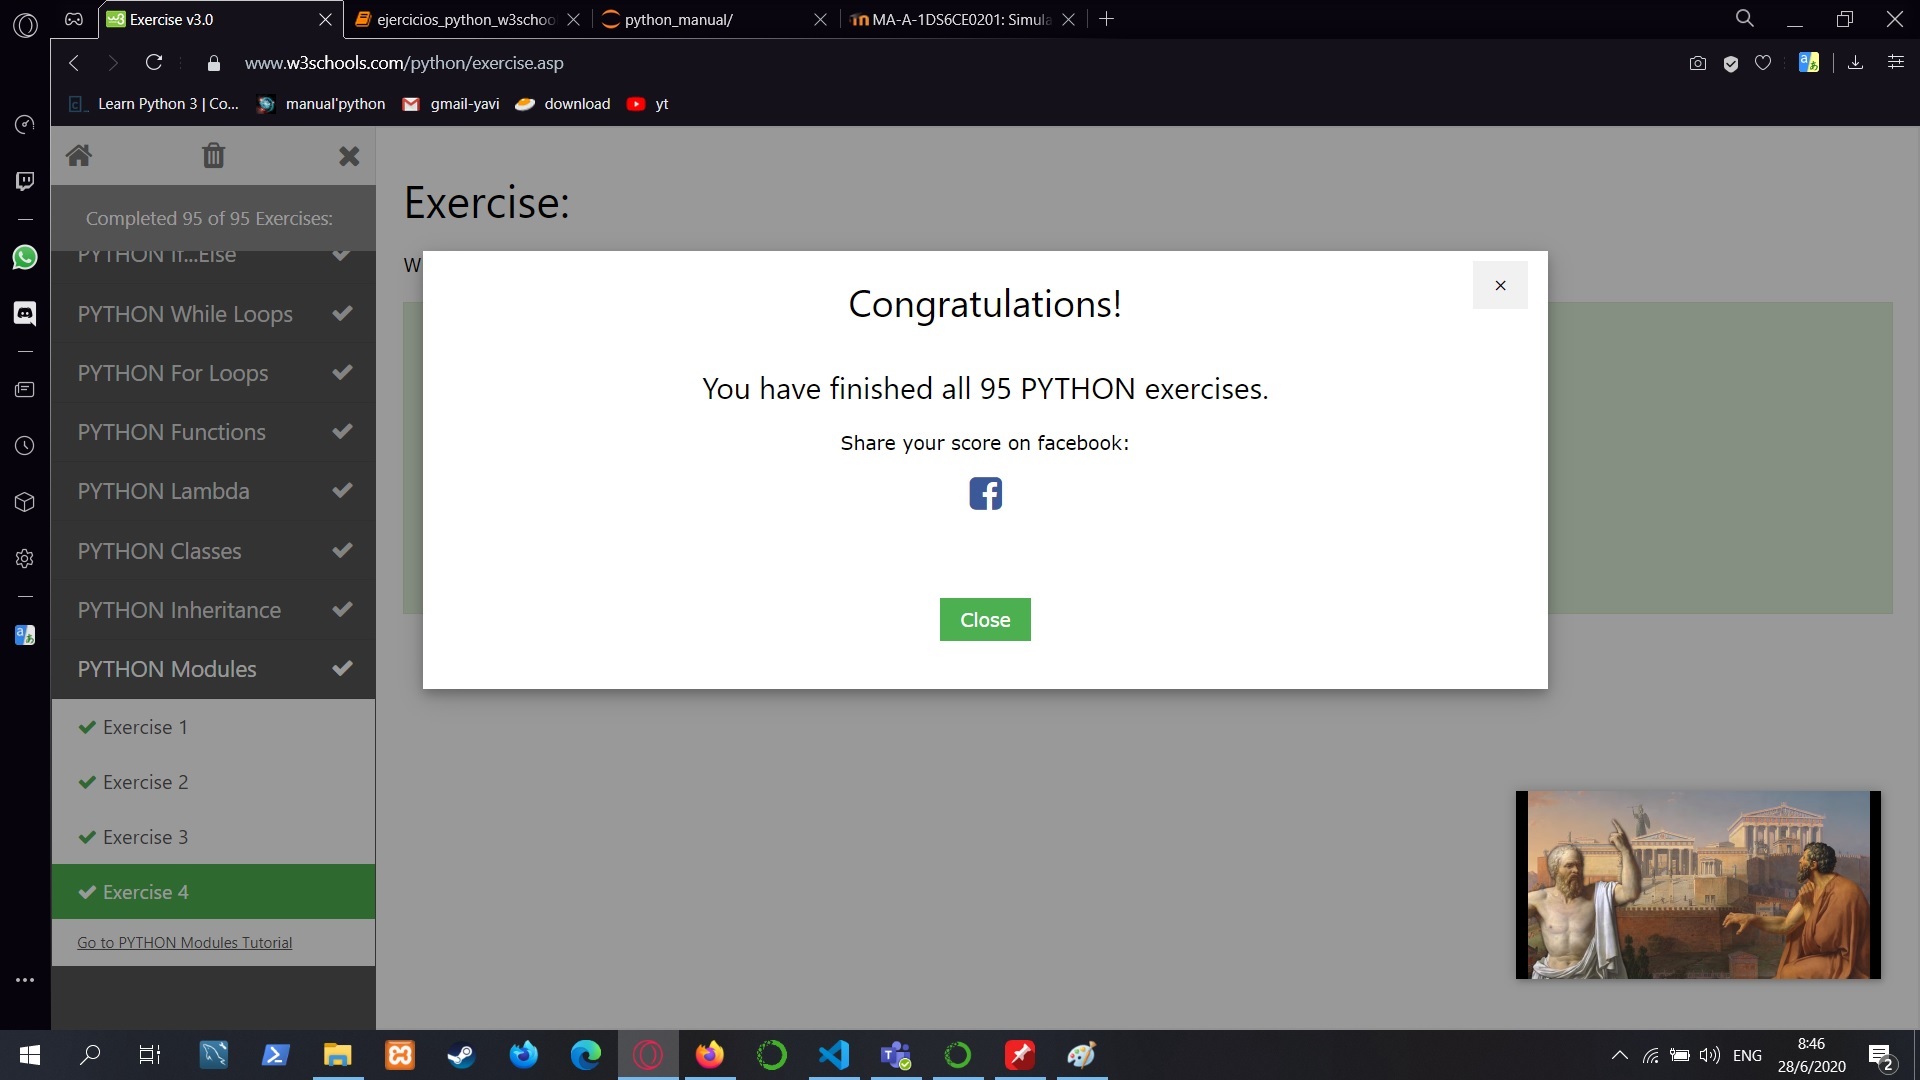 Exercise v3.0
ejercicios_python_w3schoo
python_manual/
MA-A-1DS6CE0201: Simula
www.w3schools.com/python/exercise.asp
Learn Python 3 | Co...
manual'python
gmail-yavi
download
yt
Completed 95 of 95 Exercises:
PYTHON If...Else
PYTHON While Loops
PYTHON For Loops
PYTHON Functions
PYTHON Lambda
PYTHON Classes
PYTHON Inheritance
PYTHON Modules
Exercise 1
Exercise 2
Exercise 3
Exercise 4
Go to PYTHON Modules Tutorial
Exercise:
W
Congratulations!
×
You have finished all 95 PYTHON exercises.
Share your score on facebook:
Close
ENG
8:46
28/6/2020
2